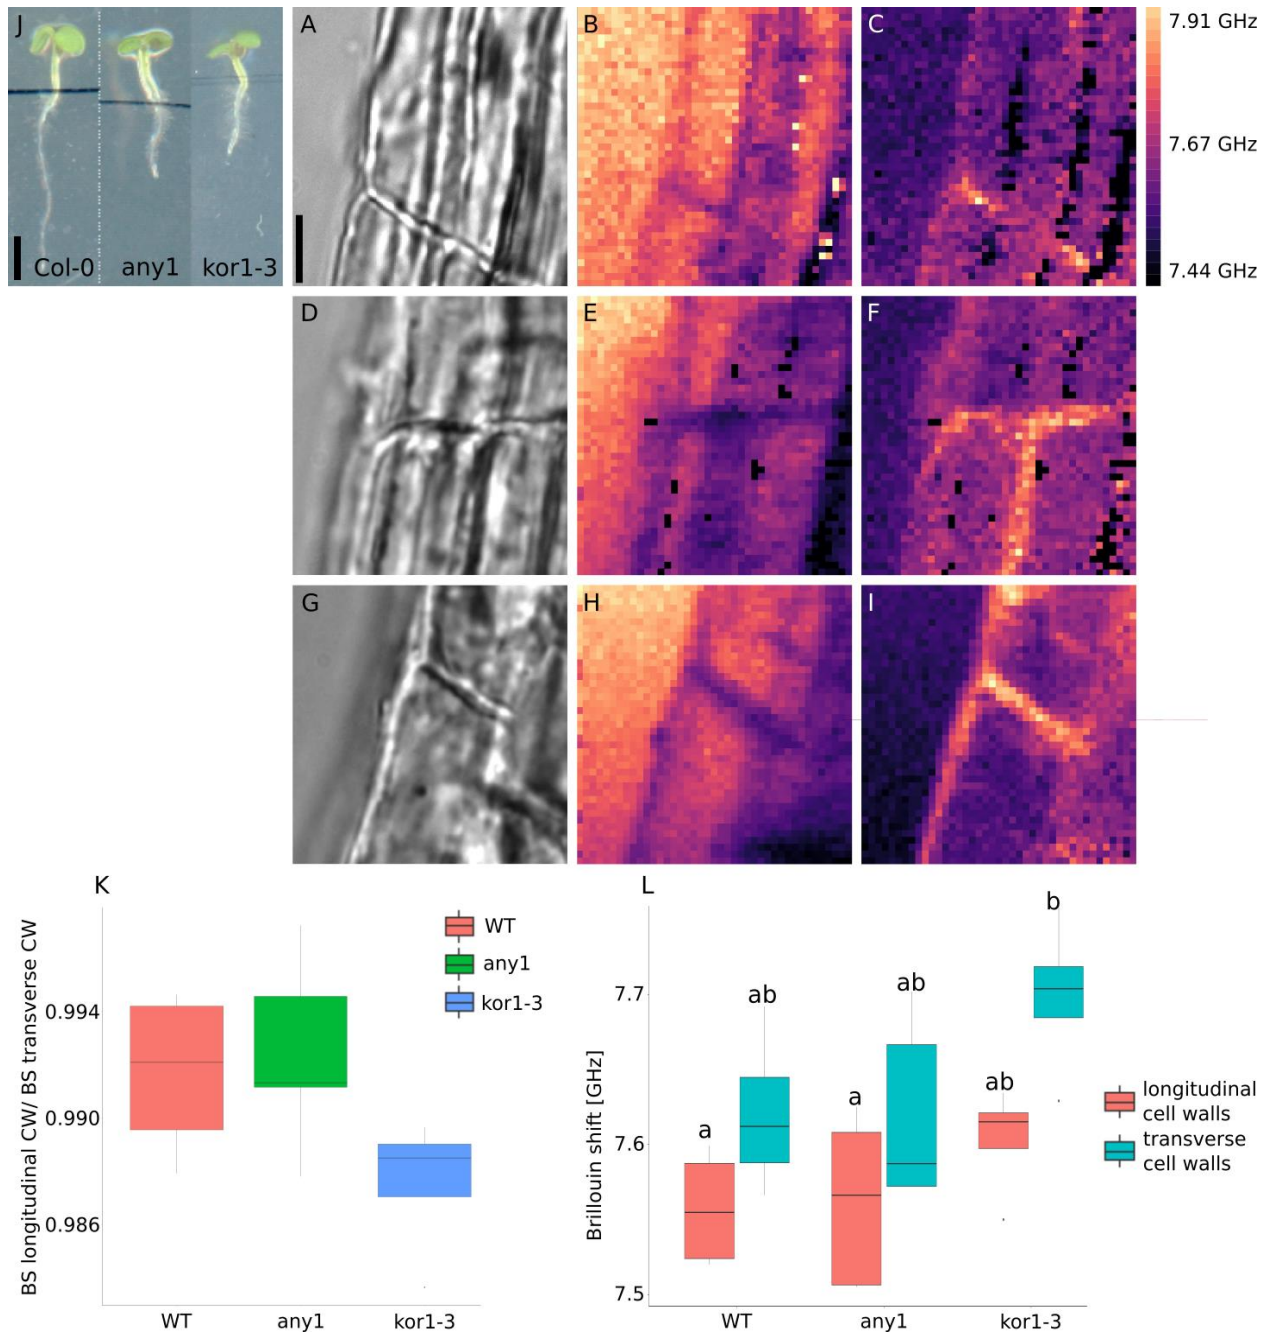 J
A
B
C
7.91 GHz
7.67 GHz
7.44 GHz
Col-0
any1
kor1-3
D
E
F
G
H
I
K
BS longitudinal CW/ BS transverse CW
0.994
0.990
0.986
WT
any1
kor1-3
WT
any1
kor1-3
L
Brillouin shift [GHz]
7.7
7.6
7.5
a
ab
a
ab
ab
b
longitudinal
cell walls
transverse
cell walls
WT
any1
kor1-3